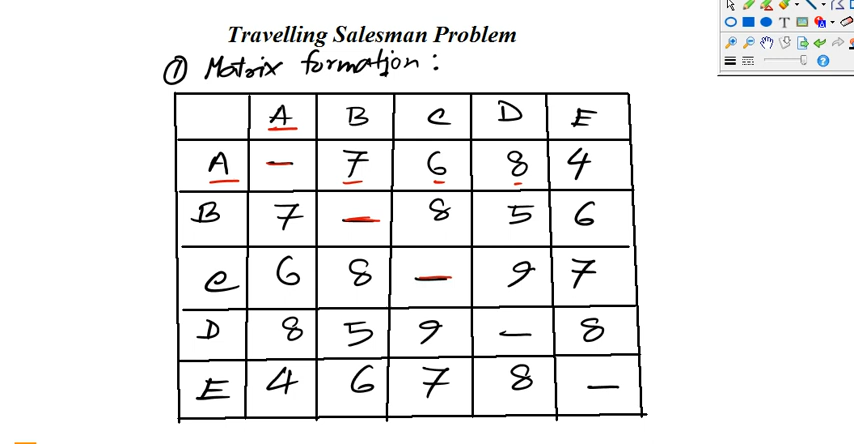 Travelling Salesman Problem
① Matrix formation :
A B C D E
A – 7 6 8 4
B 7 – 8 5 6
C 6 8 – 9 7
D 8 5 9 – 8
E 4 6 7 8 –